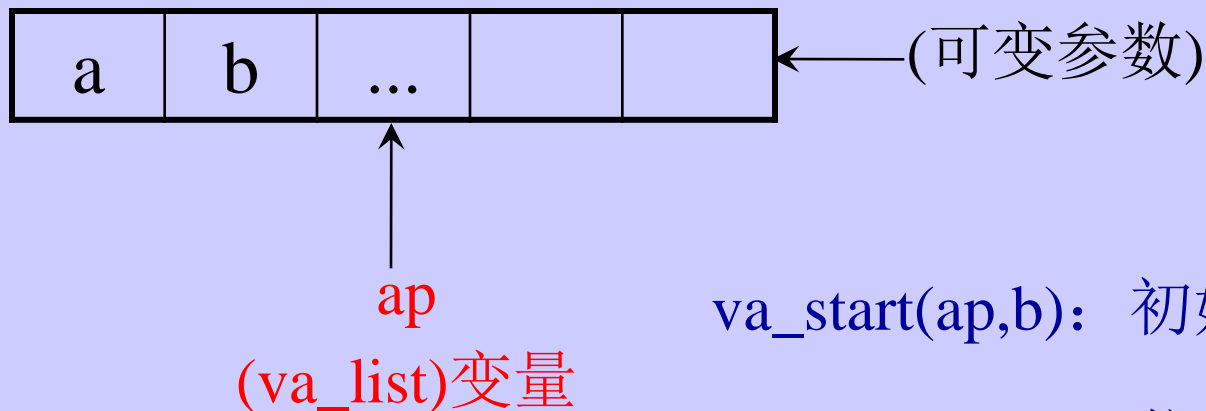 a b ... (可变参数)
ap
va_start(ap,b)：初
(va_list)变量